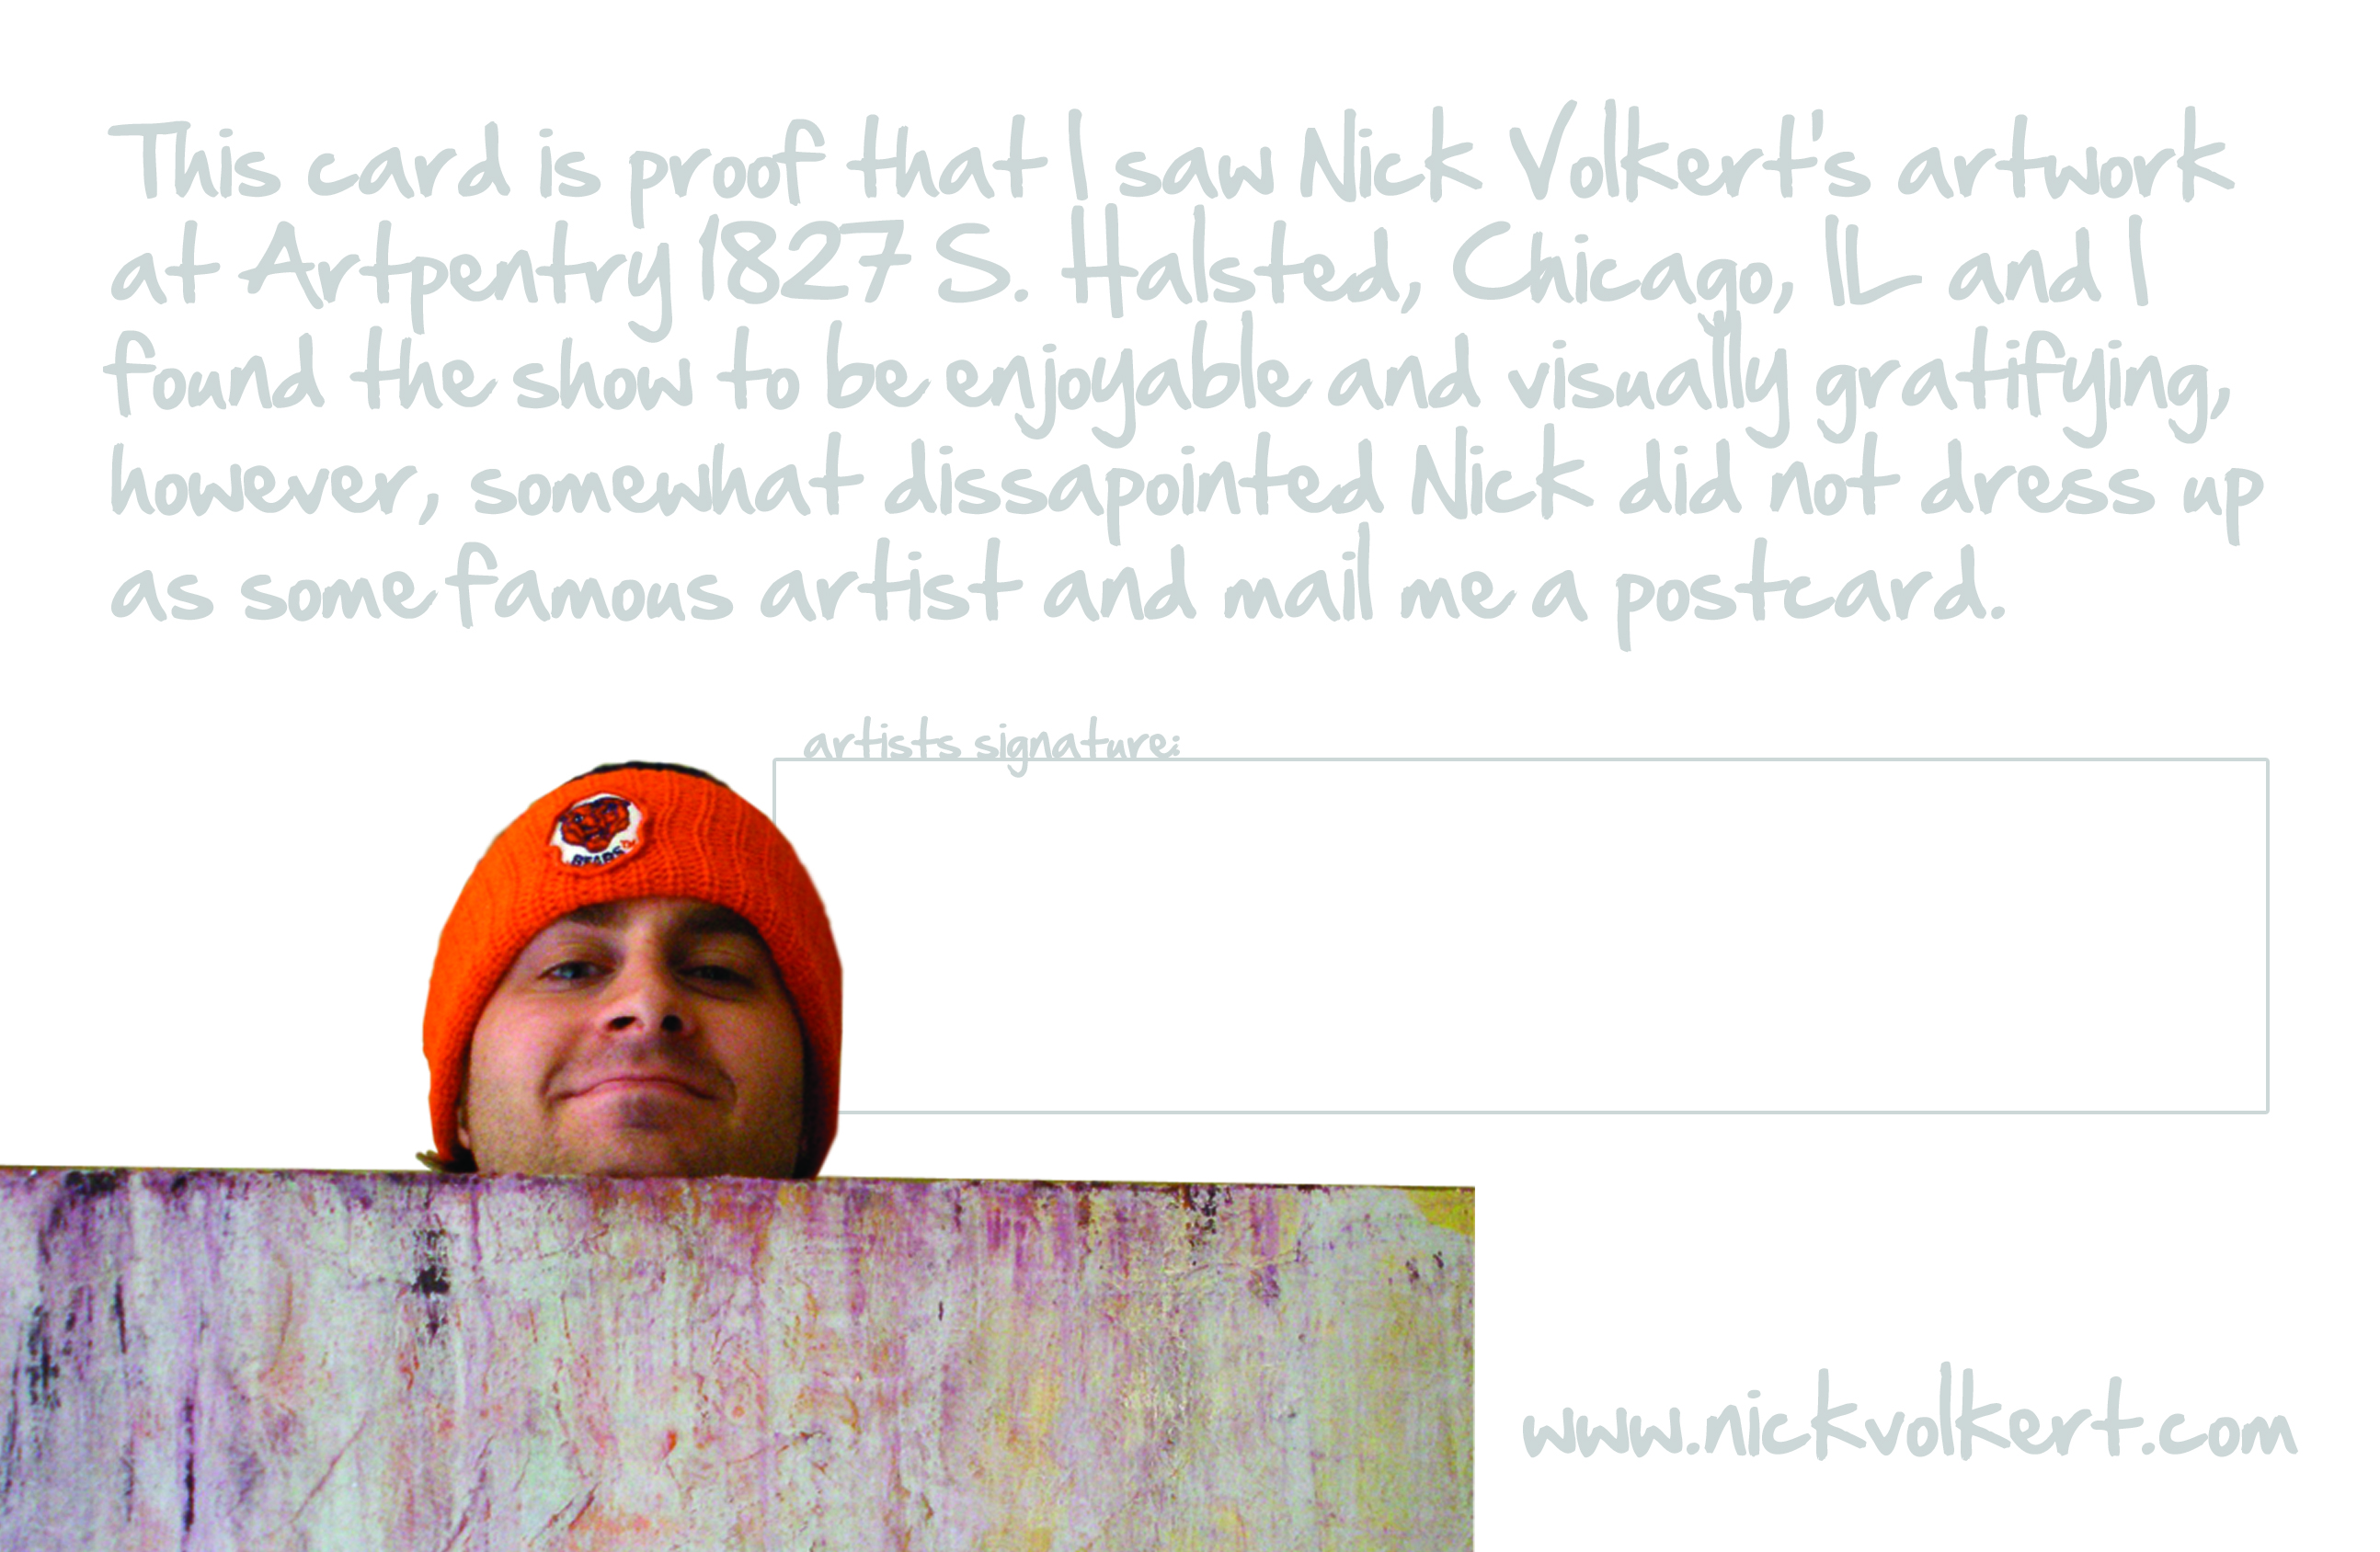 This card is proof that I saw Nick Volkert's artwork
at Artpentry 1827 S. Halsted, Chicago, IL and I
found the show to be enjoyable and visually gratifying,
however, somewhat dissapointed Nick did not dress up
as some famous artist and mail me a postcard.
artists signature:
BEARS™
www.nickvolkert.com